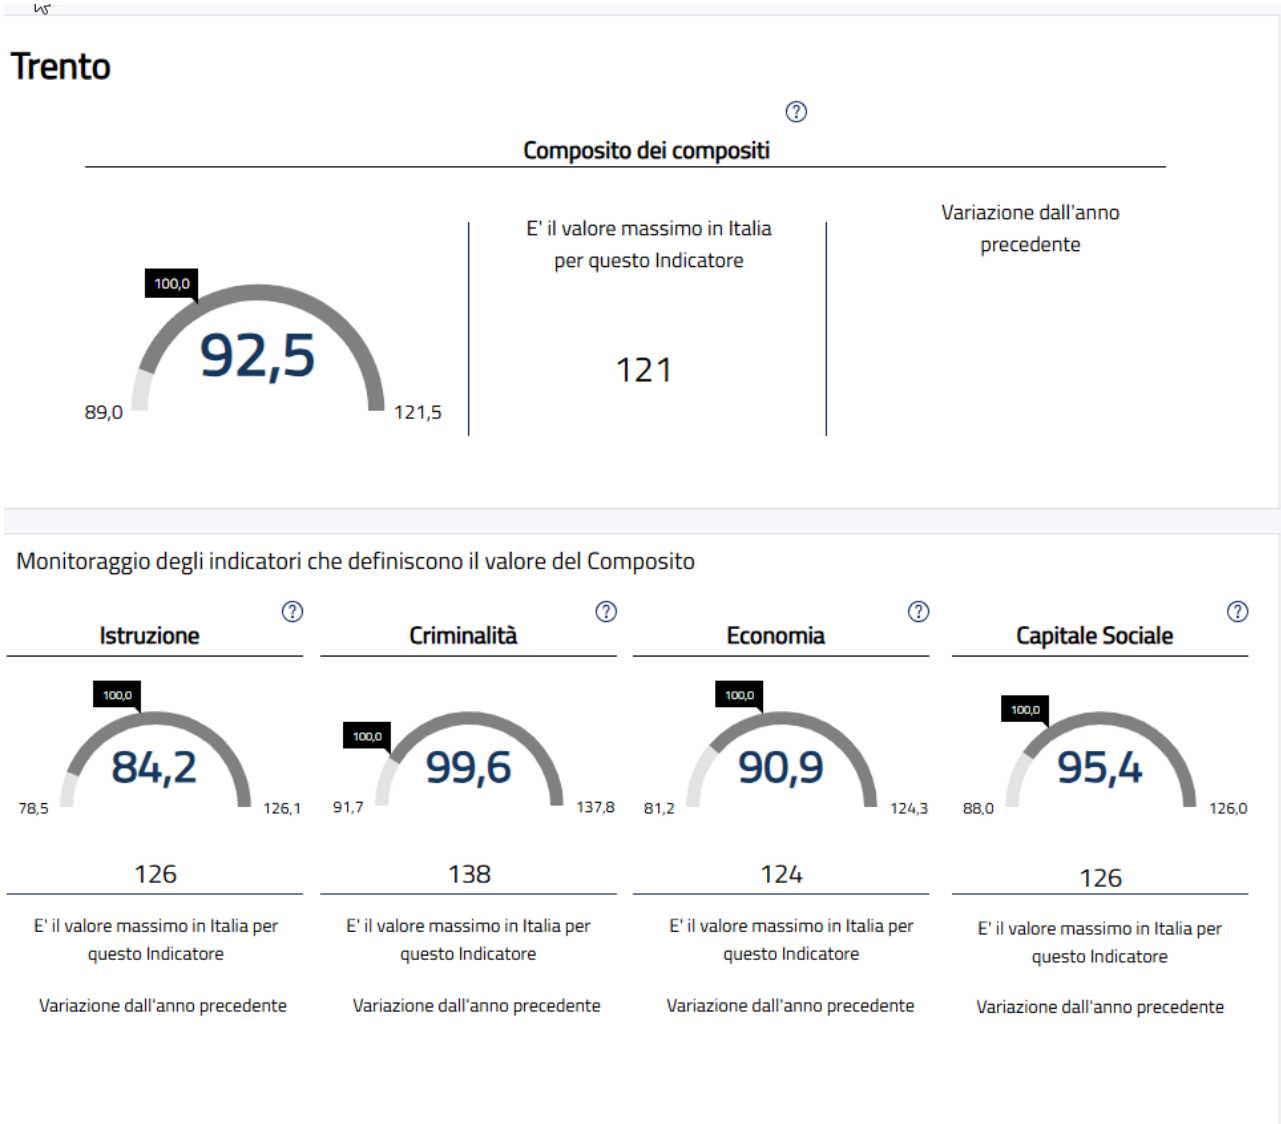 Trento
Composito dei compositi
E' il valore massimo in Italia
per questo Indicatore
Variazione dall'anno
precedente
100,0
92,5
89,0
121,5
121
Monitoraggio degli indicatori che definiscono il valore del Composito
Istruzione
100,0
84,2
78,5
126,1
126
E' il valore massimo in Italia per
questo Indicatore
Variazione dall'anno precedente
Criminalità
100,0
99,6
91,7
137,8
138
E' il valore massimo in Italia per
questo Indicatore
Variazione dall'anno precedente
Economia
100,0
90,9
81,2
124,3
124
E' il valore massimo in Italia per
questo Indicatore
Variazione dall'anno precedente
Capitale Sociale
100,0
95,4
88,0
126,0
126
E' il valore massimo in Italia per
questo Indicatore
Variazione dall'anno precedente